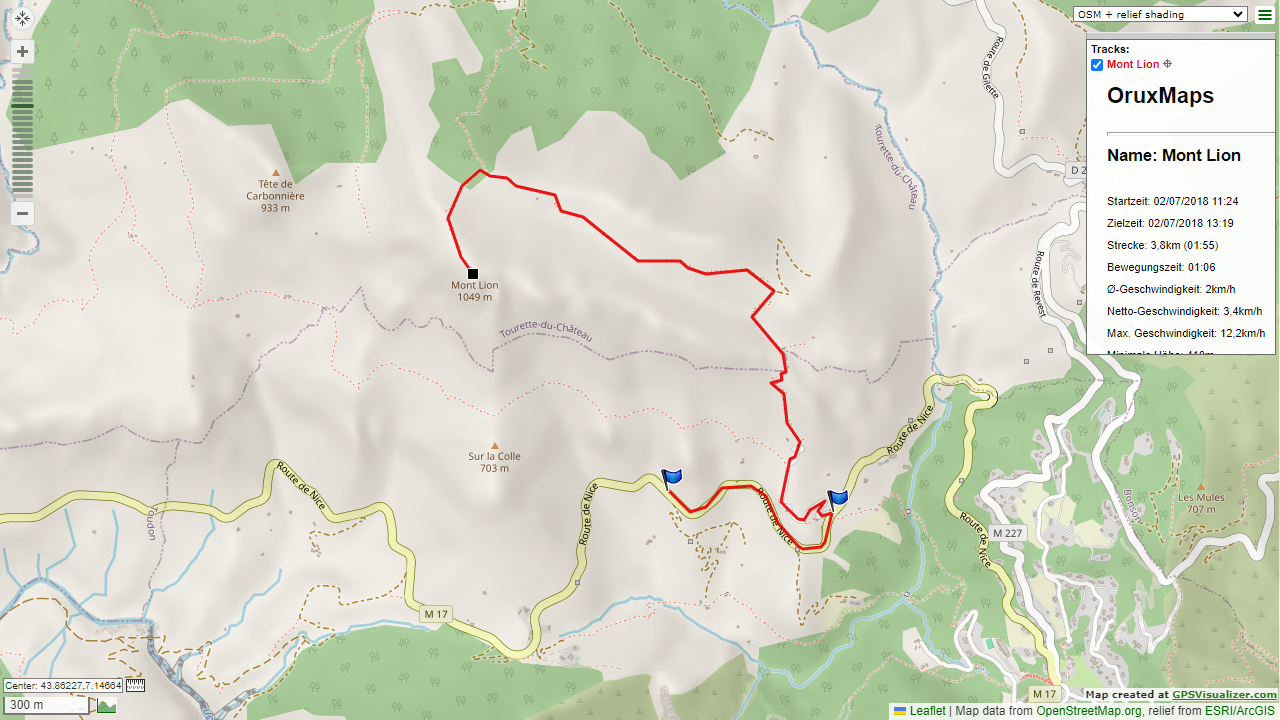 OSM + relief shading
Tracks:
Mont Lion
OruxMaps
Name: Mont Lion
Startzeit: 02/07/2018 11:24
Zielzeit: 02/07/2018 13:19
Strecke: 3,8km (01:55)
Bewegungszeit: 01:06
Ø-Geschwindigkeit: 2km/h
Netto-Geschwindigkeit: 3,4km/h
Max. Geschwindigkeit: 12,2km/h
Route de Gilette
D 2
Tourette-du-Château
Route de Revest
Tête de
Carbonnière
933 m
Mont Lion
1049 m
Tourette-du-Château
Sur la Colle
703 m
Route de Nice
Route de Nice
Route de Nice
Route de Nice
Route de Nice
Toudon
Bonson
Les Mules
707 m
M 227
M 17
M 17
Center: 43.86227,7.14664
300 m
Map created at GPSVisualizer.com
Leaflet | Map data from OpenStreetMap.org, relief from ESRI/ArcGIS